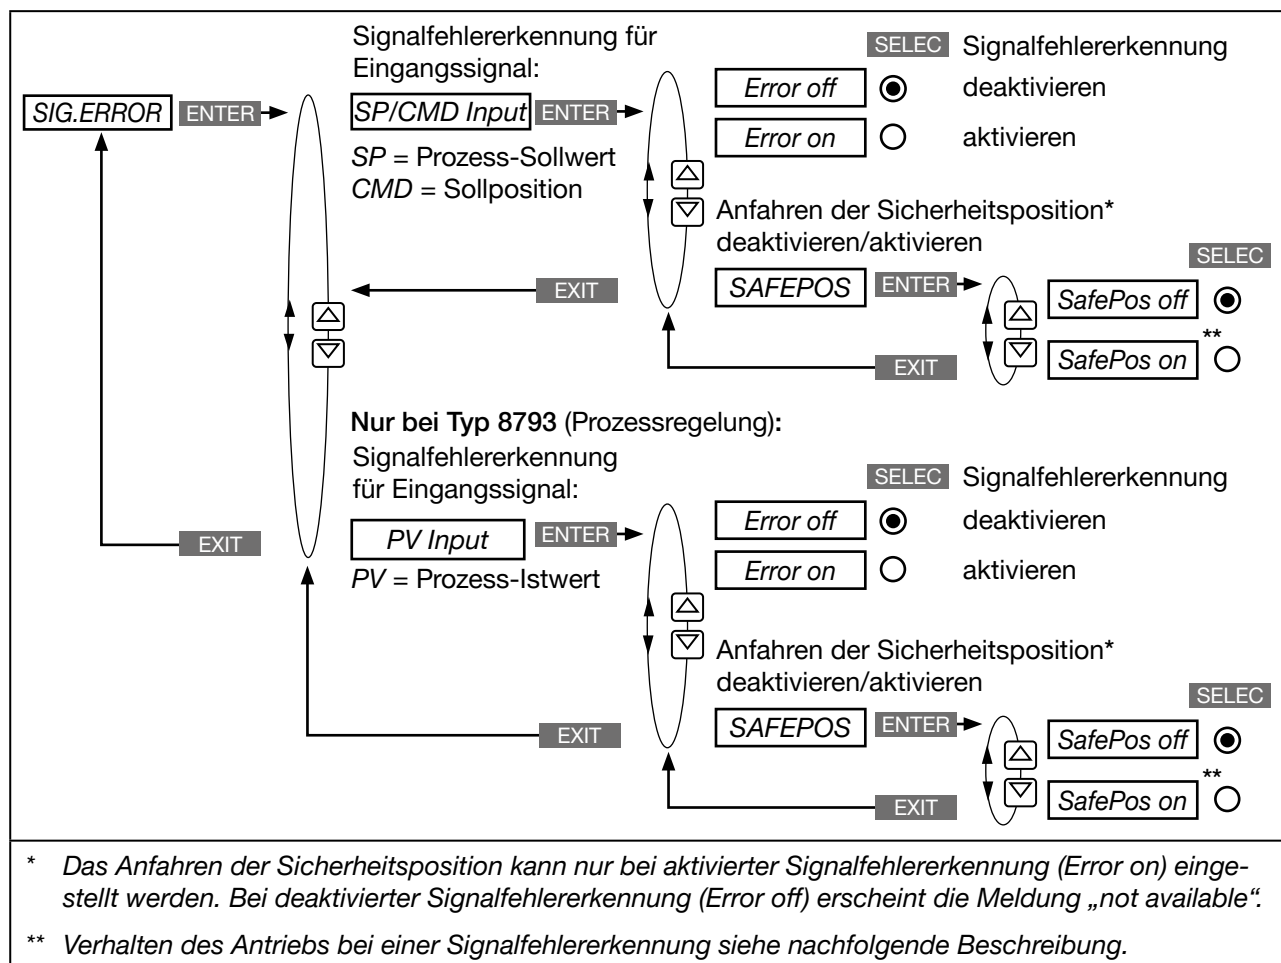 Signalfehlererkennung für
Eingangssignal:
SELEC Signalfehlererkennung
SIG.ERROR ENTER
SP/CMD Input ENTER
Error off deaktivieren
Error on aktivieren
SP = Prozess-Sollwert
CMD = Sollposition
Anfahren der Sicherheitsposition*
deaktivieren/aktivieren
SELEC
EXIT
SAFEPOS ENTER
SafePos off
**
SafePos on
EXIT
Nur bei Typ 8793 (Prozessregelung):
Signalfehlererkennung
für Eingangssignal:
SELEC Signalfehlererkennung
EXIT
PV Input ENTER
Error off deaktivieren
Error on aktivieren
PV = Prozess-Istwert
Anfahren der Sicherheitsposition*
deaktivieren/aktivieren
SELEC
EXIT
SAFEPOS ENTER
SafePos off
**
SafePos on
EXIT
* Das Anfahren der Sicherheitsposition kann nur bei aktivierter Signalfehlererkennung (Error on) einge-
stellt werden. Bei deaktivierter Signalfehlererkennung (Error off) erscheint die Meldung „not available“.
** Verhalten des Antriebs bei einer Signalfehlererkennung siehe nachfolgende Beschreibung.